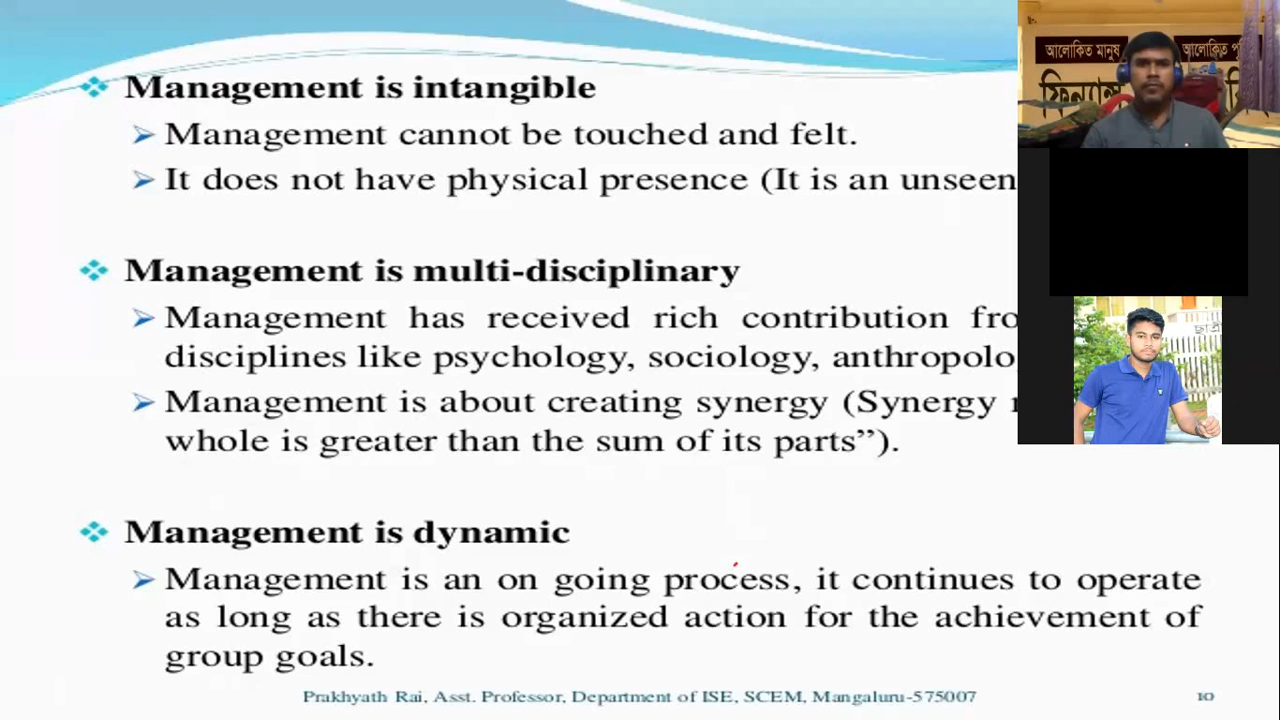 Management is intangible
Management cannot be touched and felt.
It does not have physical presence (It is an unseen
Management is multi-disciplinary
Management has received rich contribution fro
disciplines like psychology, sociology, anthropolo
Management is about creating synergy (Synergy
whole is greater than the sum of its parts”).
Management is dynamic
Management is an on going process, it continues to operate
as long as there is organized action for the achievement of
group goals.
Prakhyath Rai, Asst. Professor, Department of ISE, SCEM, Mangaluru-575007
10
আলোকিত মানুষ
আলোকিত